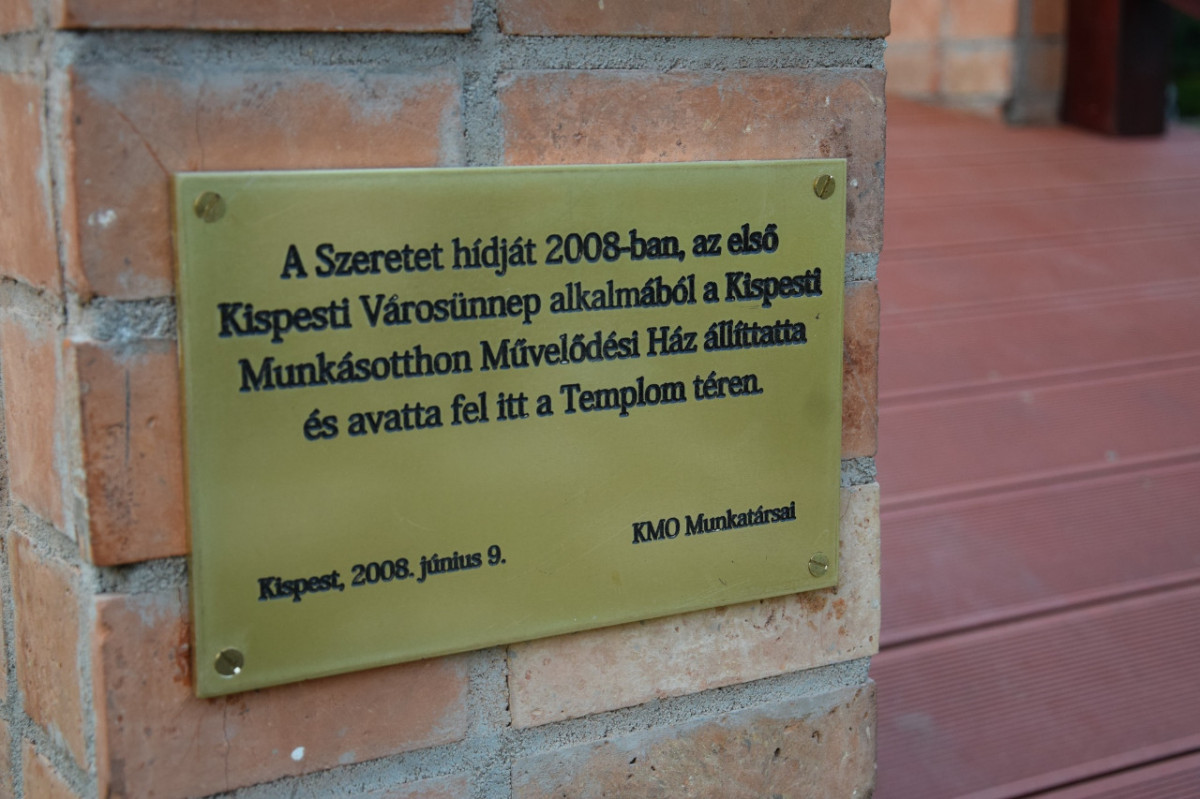 A Szeretet hídját 2008-ban, az első
Kispesti Városünnep alkalmából a Kispesti
Munkásotthon Művelődési Ház állíttatta
és avatta fel itt a Templom téren.
KMO Munkatársai
Kispest, 2008. június 9.